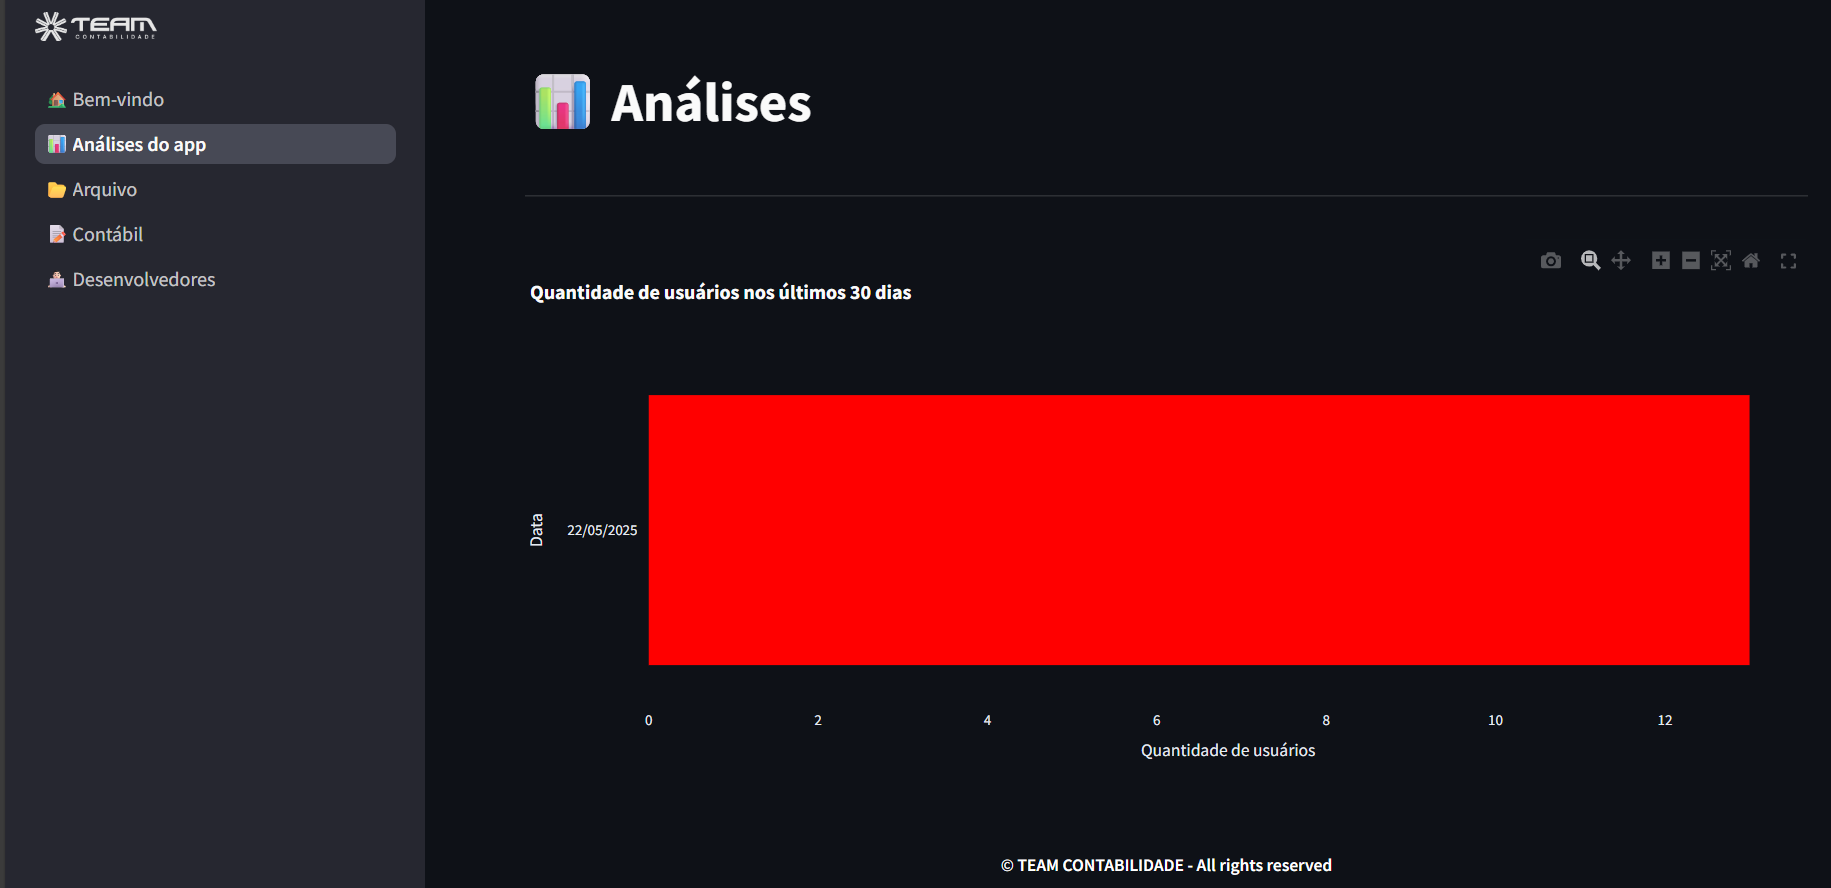 TEAM
CONTABILIDADE
Bem-vindo
Análises do app
Arquivo
Contábil
Desenvolvedores
Análises
Quantidade de usuários nos últimos 30 dias
Data
22/05/2025
0 2 4 6 8 10 12
Quantidade de usuários
© TEAM CONTABILIDADE - All rights reserved